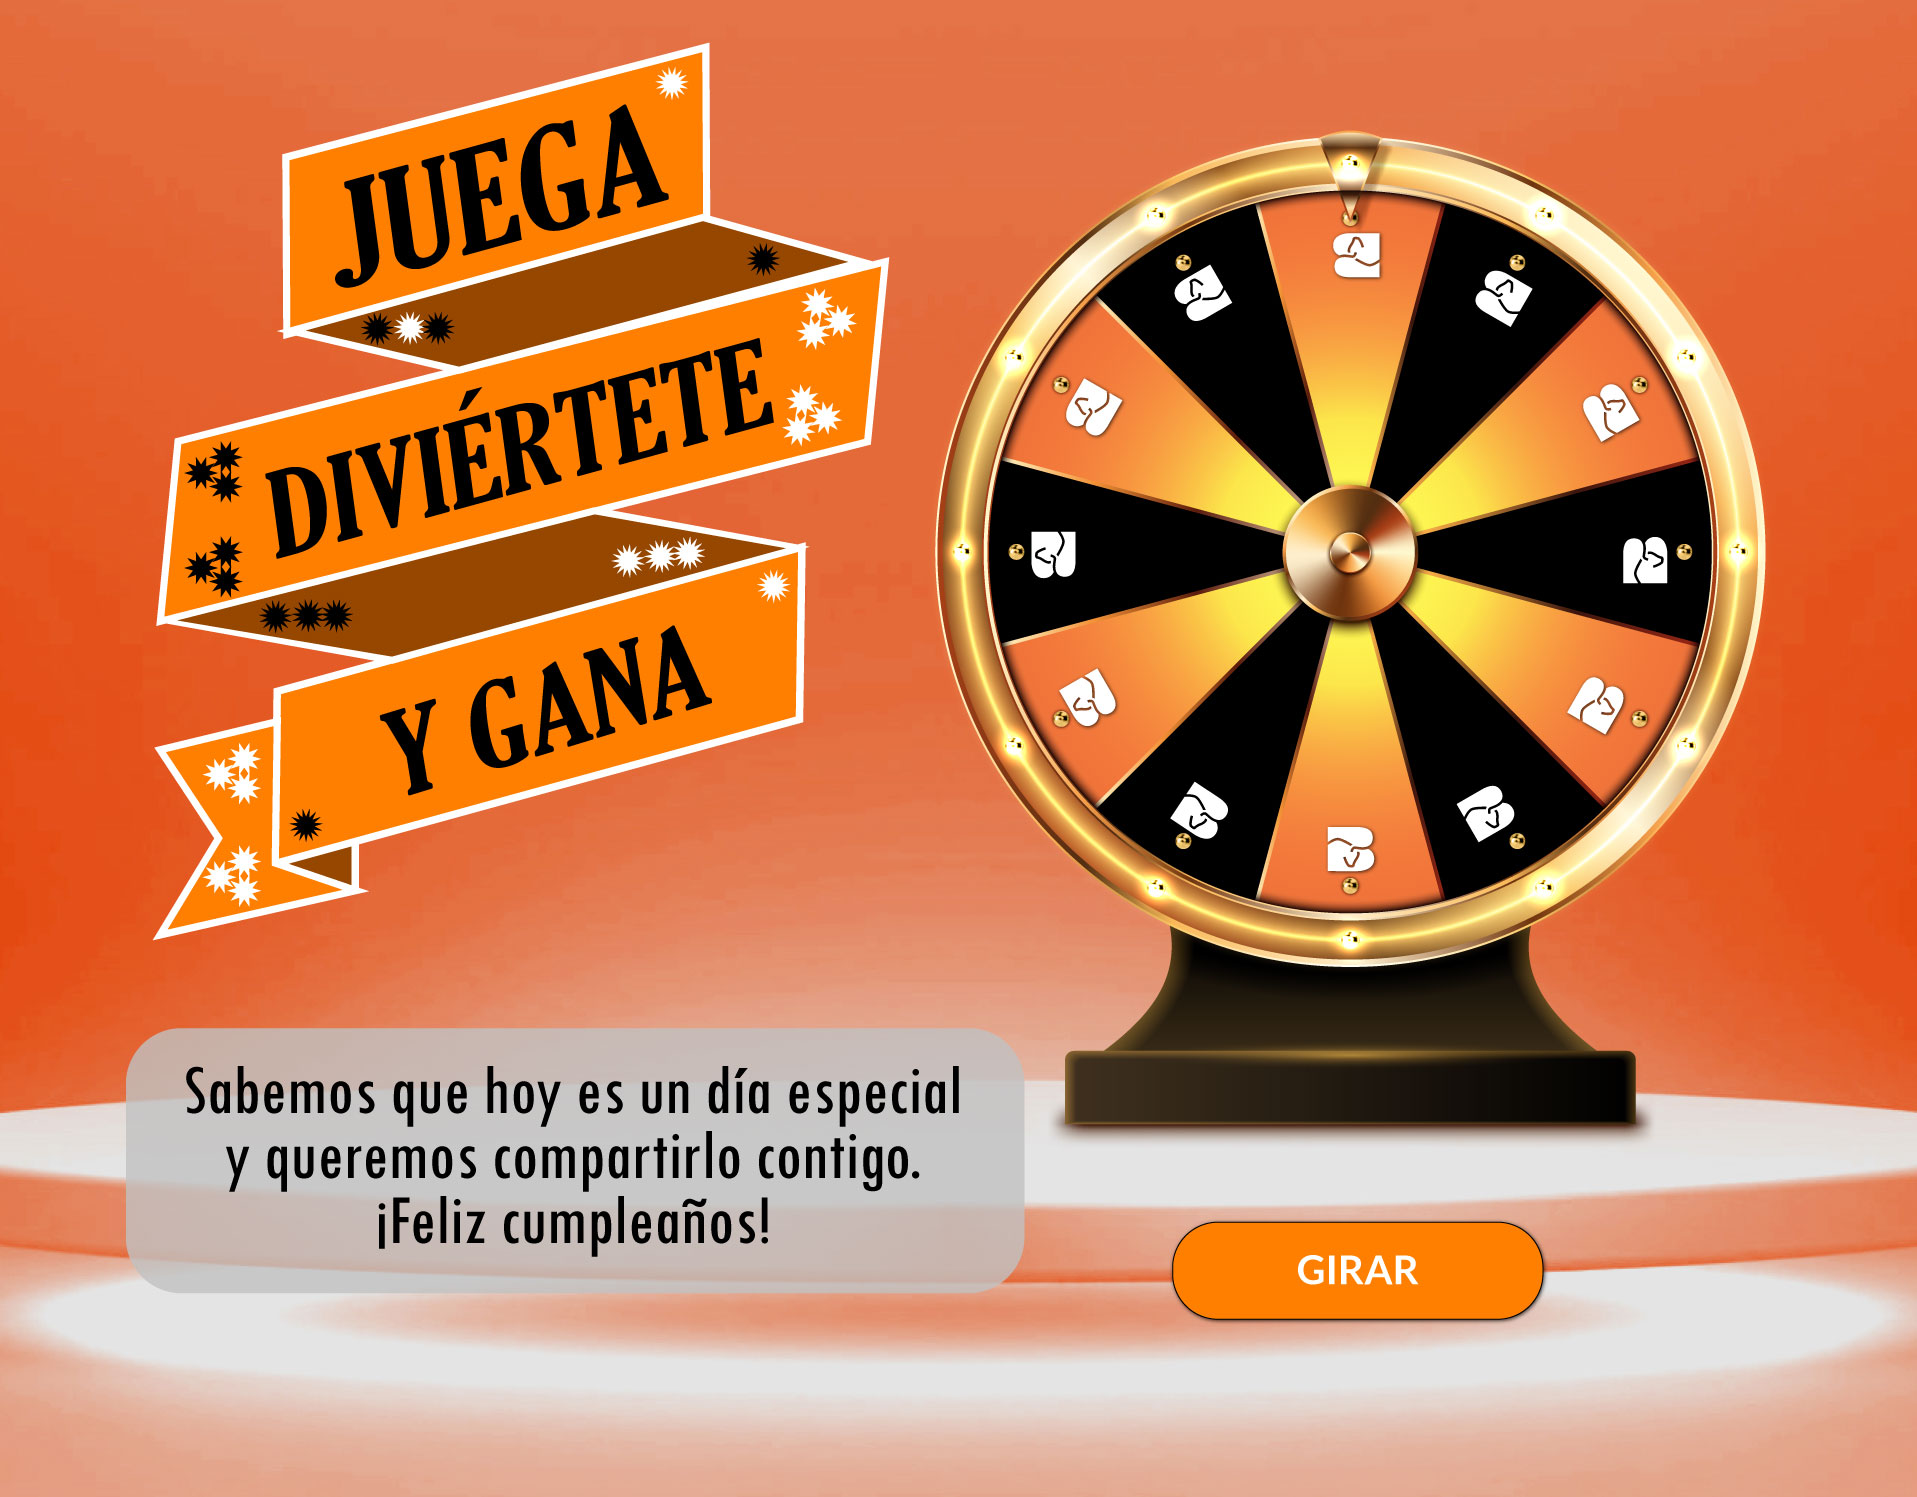 JUEGA
DIVIÉRTETE
Y GANA
Sabemos que hoy es un día especial
y queremos compartirlo contigo.
¡Feliz cumpleaños!
GIRAR